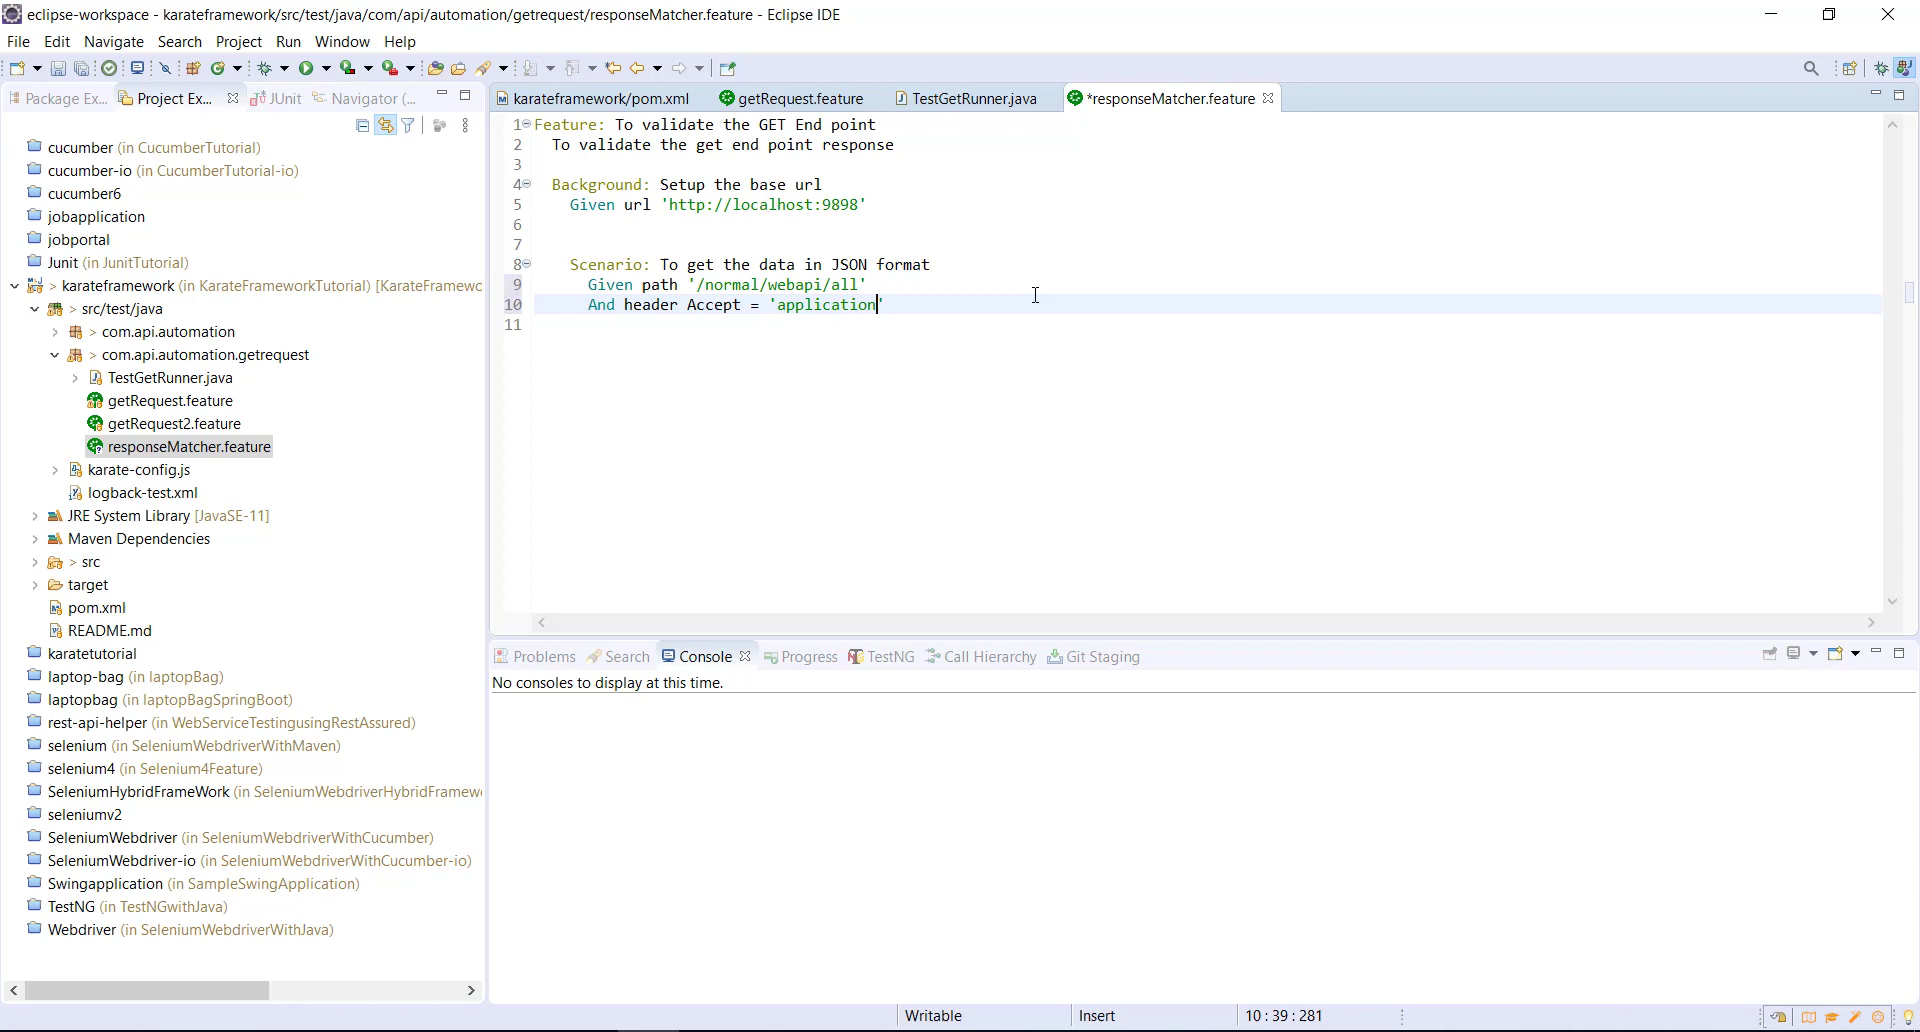 eclipse-workspace - karateframework/src/test/java/com/api/automation/getrequest/responseMatcher.feature - Eclipse IDE
File Edit Navigate Search Project Run Window Help
Package Ex... Project Ex... JUnit Navigator (...
karateframework/pom.xml getRequest.feature TestGetRunner.java *responseMatcher.feature
cucumber (in CucumberTutorial)
cucumber-io (in CucumberTutorial-io)
cucumber6
jobapplication
jobportal
Junit (in JunitTutorial)
> karateframework (in KarateFrameworkTutorial) [KarateFramewc
> src/test/java
> com.api.automation
> com.api.automation.getrequest
TestGetRunner.java
getRequest.feature
getRequest2.feature
responseMatcher.feature
karate-config.js
logback-test.xml
JRE System Library [JavaSE-11]
Maven Dependencies
> src
target
pom.xml
README.md
karatetutorial
laptop-bag (in laptopBag)
laptopbag (in laptopBagSpringBoot)
rest-api-helper (in WebServiceTestingusingRestAssured)
selenium (in SeleniumWebdriverWithMaven)
selenium4 (in Selenium4Feature)
SeleniumHybridFrameWork (in SeleniumWebdriverHybridFramew
seleniumv2
SeleniumWebdriver (in SeleniumWebdriverWithCucumber)
SeleniumWebdriver-io (in SeleniumWebdriverWithCucumber-io)
Swingapplication (in SampleSwingApplication)
TestNG (in TestNGwithJava)
Webdriver (in SeleniumWebdriverWithJava)
1 Feature: To validate the GET End point
2 To validate the get end point response
3
4 Background: Setup the base url
5 Given url 'http://localhost:9898'
6
7
8 Scenario: To get the data in JSON format
9 Given path '/normal/webapi/all'
10 And header Accept = 'application'
11
Problems Search Console Progress TestNG Call Hierarchy Git Staging
No consoles to display at this time.
Writable Insert 10 : 39 : 281